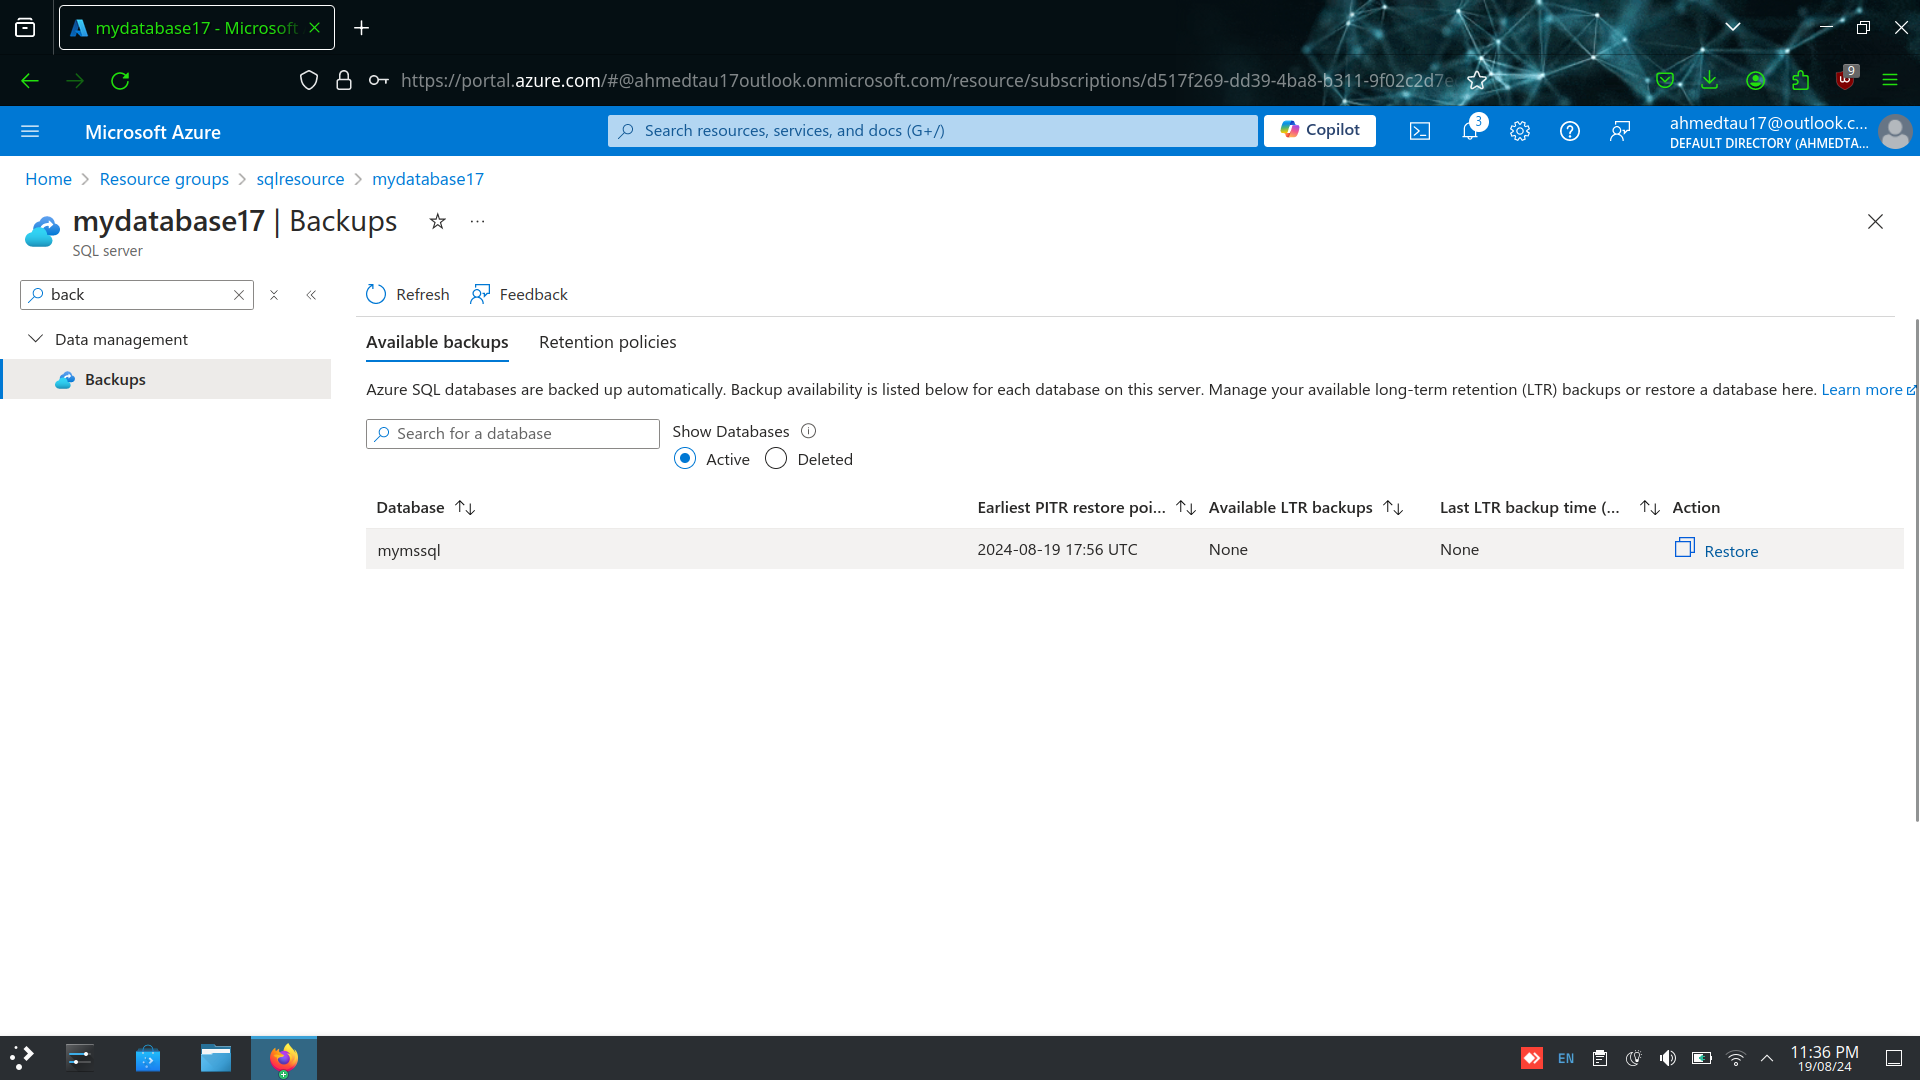 mydatabase17 - Microsoft
https://portal.azure.com/#@ahmedtau17outlook.onmicrosoft.com/resource/subscriptions/d517f269-dd39-4ba8-b311-9f02c2d7e
9
Microsoft Azure
Search resources, services, and docs (G+/)
Copilot
3
ahmedtau17@outlook.c...
DEFAULT DIRECTORY (AHMEDTA...
Home
Resource groups
sqlresource
mydatabase17
mydatabase17 | Backups
...
SQL server
back
Refresh
Feedback
Data management
Backups
Available backups
Retention policies
Azure SQL databases are backed up automatically. Backup availability is listed below for each database on this server. Manage your available long-term retention (LTR) backups or restore a database here. Learn more
Search for a database
Show Databases
Active
Deleted
Database
Earliest PITR restore poi...
Available LTR backups
Last LTR backup time (...
Action
mymssql
2024-08-19 17:56 UTC
None
None
Restore
EN
11:36 PM
19/08/24